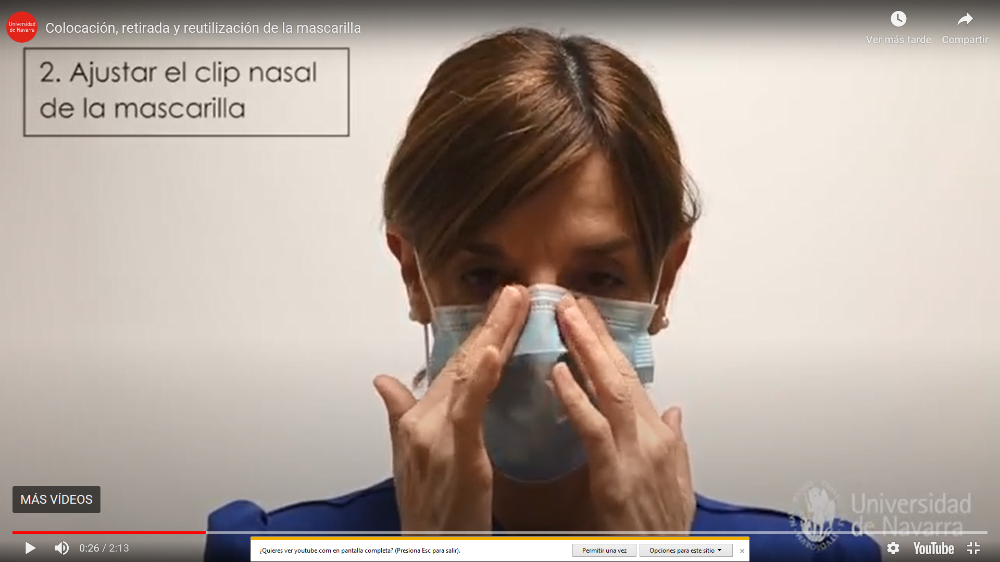 Universidad
de Navarra
Colocación, retirada y reutilización de la mascarilla
Ver más tarde
Compartir
2. Ajustar el clip nasal
de la mascarilla
MÁS VÍDEOS
Universidad
de Navarra
0:26 / 2:13
¿Quieres ver youtube.com en pantalla completa? (Presiona Esc para salir).
Permitir una vez
Opciones para este sitio
×
YouTube